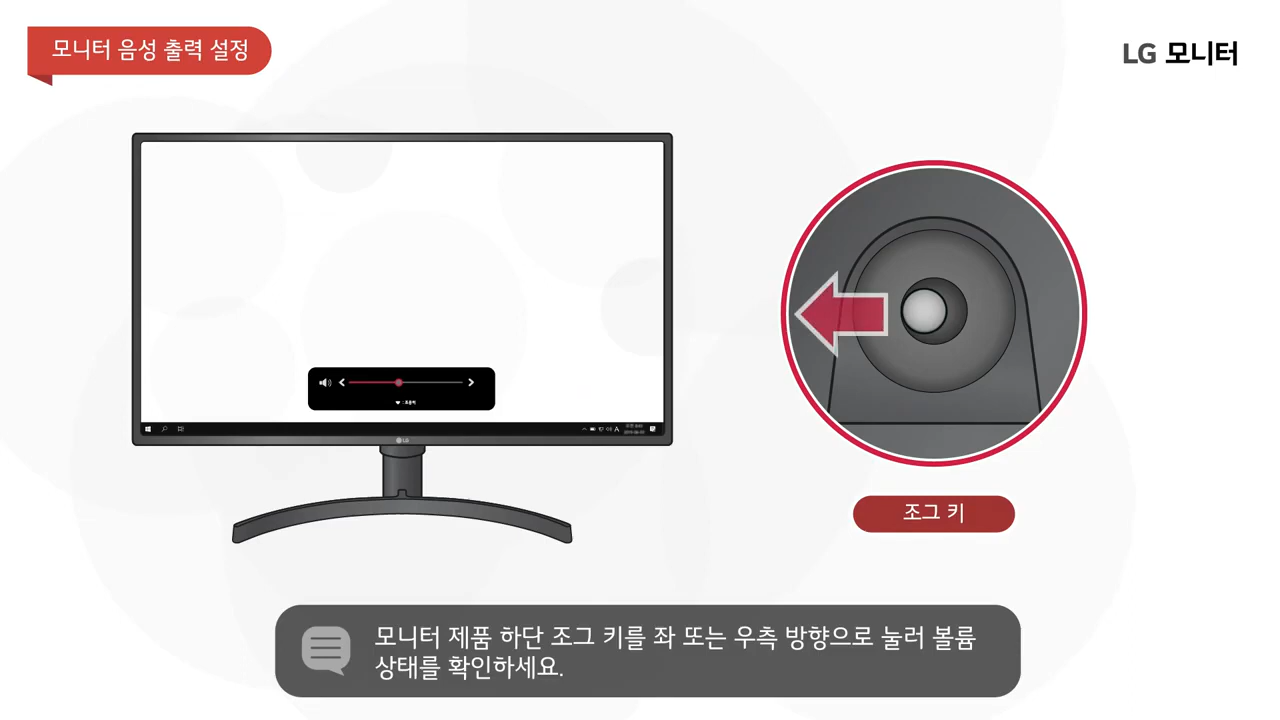 모니터 음성 출력 설정
LG 모니터
LG
조그 키
모니터 제품 하단 조그 키를 좌 또는 우측 방향으로 눌러 볼륨
상태를 확인하세요.